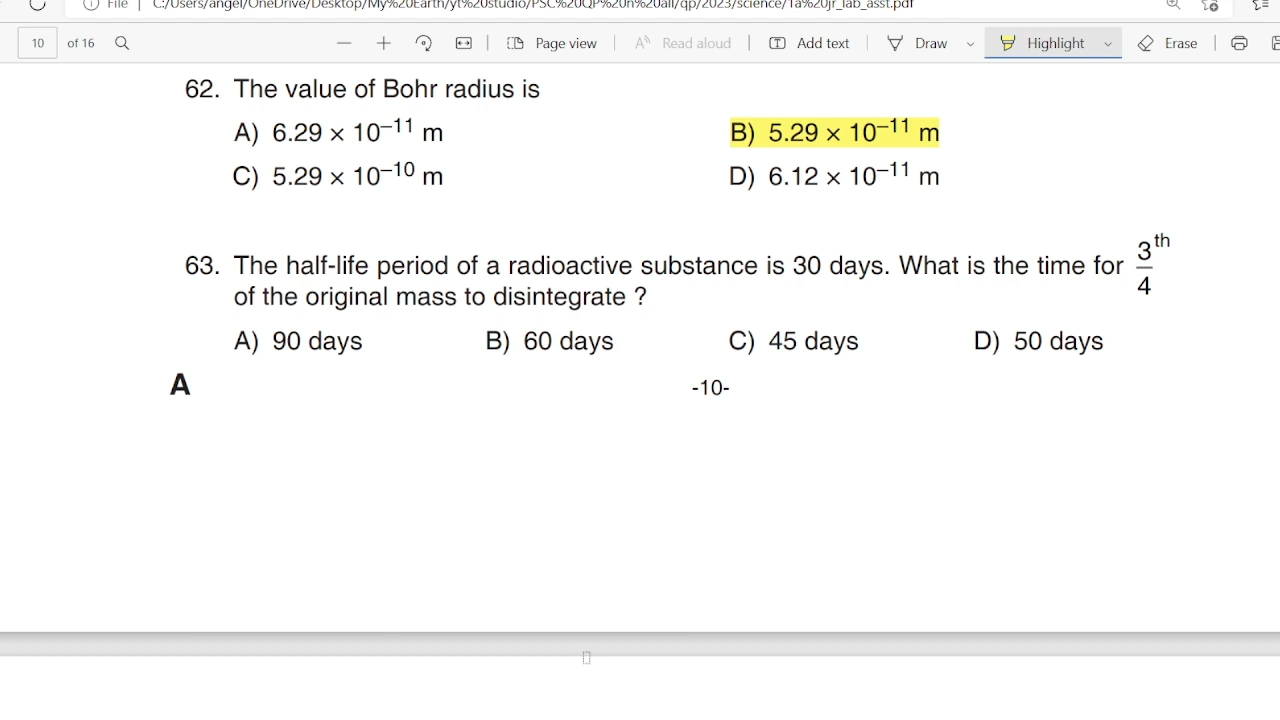 File | C:/Users/angel/OneDrive/Desktop/My%20Earth/yt%20studio/PSC%20QP%20n%20all/qp/2023/science/1a%20jr_lab_asst.pdf
10 of 16 Page view Read aloud Add text Draw Highlight Erase
62. The value of Bohr radius is
A) 6.29 × 10⁻¹¹ m B) 5.29 × 10⁻¹¹ m
C) 5.29 × 10⁻¹⁰ m D) 6.12 × 10⁻¹¹ m
63. The half-life period of a radioactive substance is 30 days. What is the time for 3/4 th
of the original mass to disintegrate ?
A) 90 days B) 60 days C) 45 days D) 50 days
A -10-